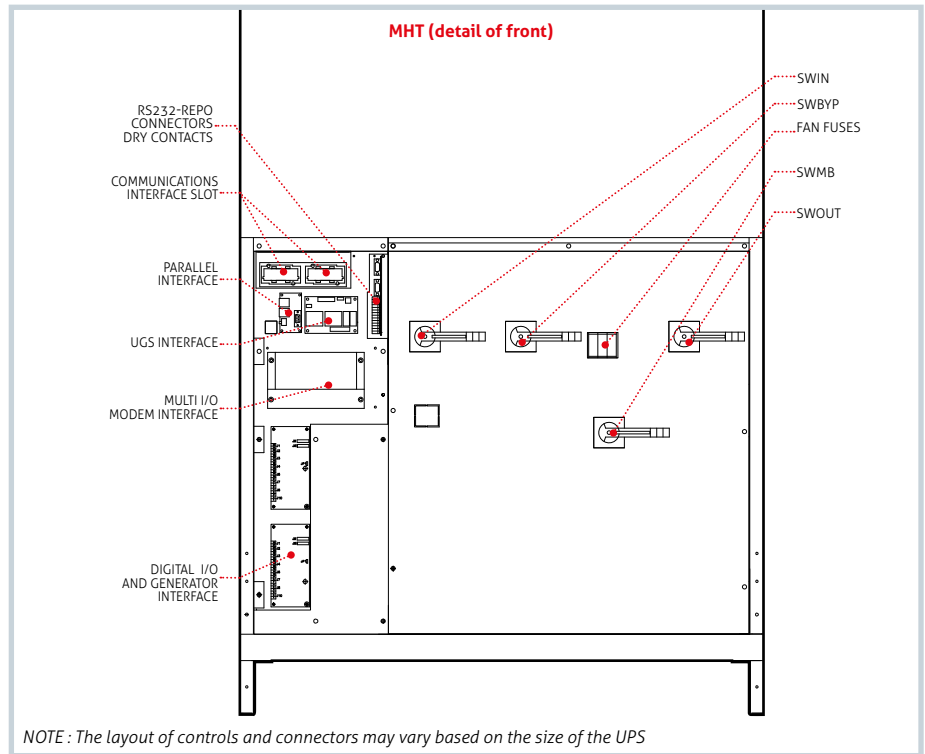 MHT (detail of front)
RS232-REPO
CONNECTORS
DRY CONTACTS
COMMUNICATIONS
INTERFACE SLOT
PARALLEL
INTERFACE
UGS INTERFACE
MULTI I/O
MODEM INTERFACE
DIGITAL I/O
AND GENERATOR
INTERFACE
SWIN
SWBYP
FAN FUSES
SWMB
SWOUT
NOTE : The layout of controls and connectors may vary based on the size of the UPS